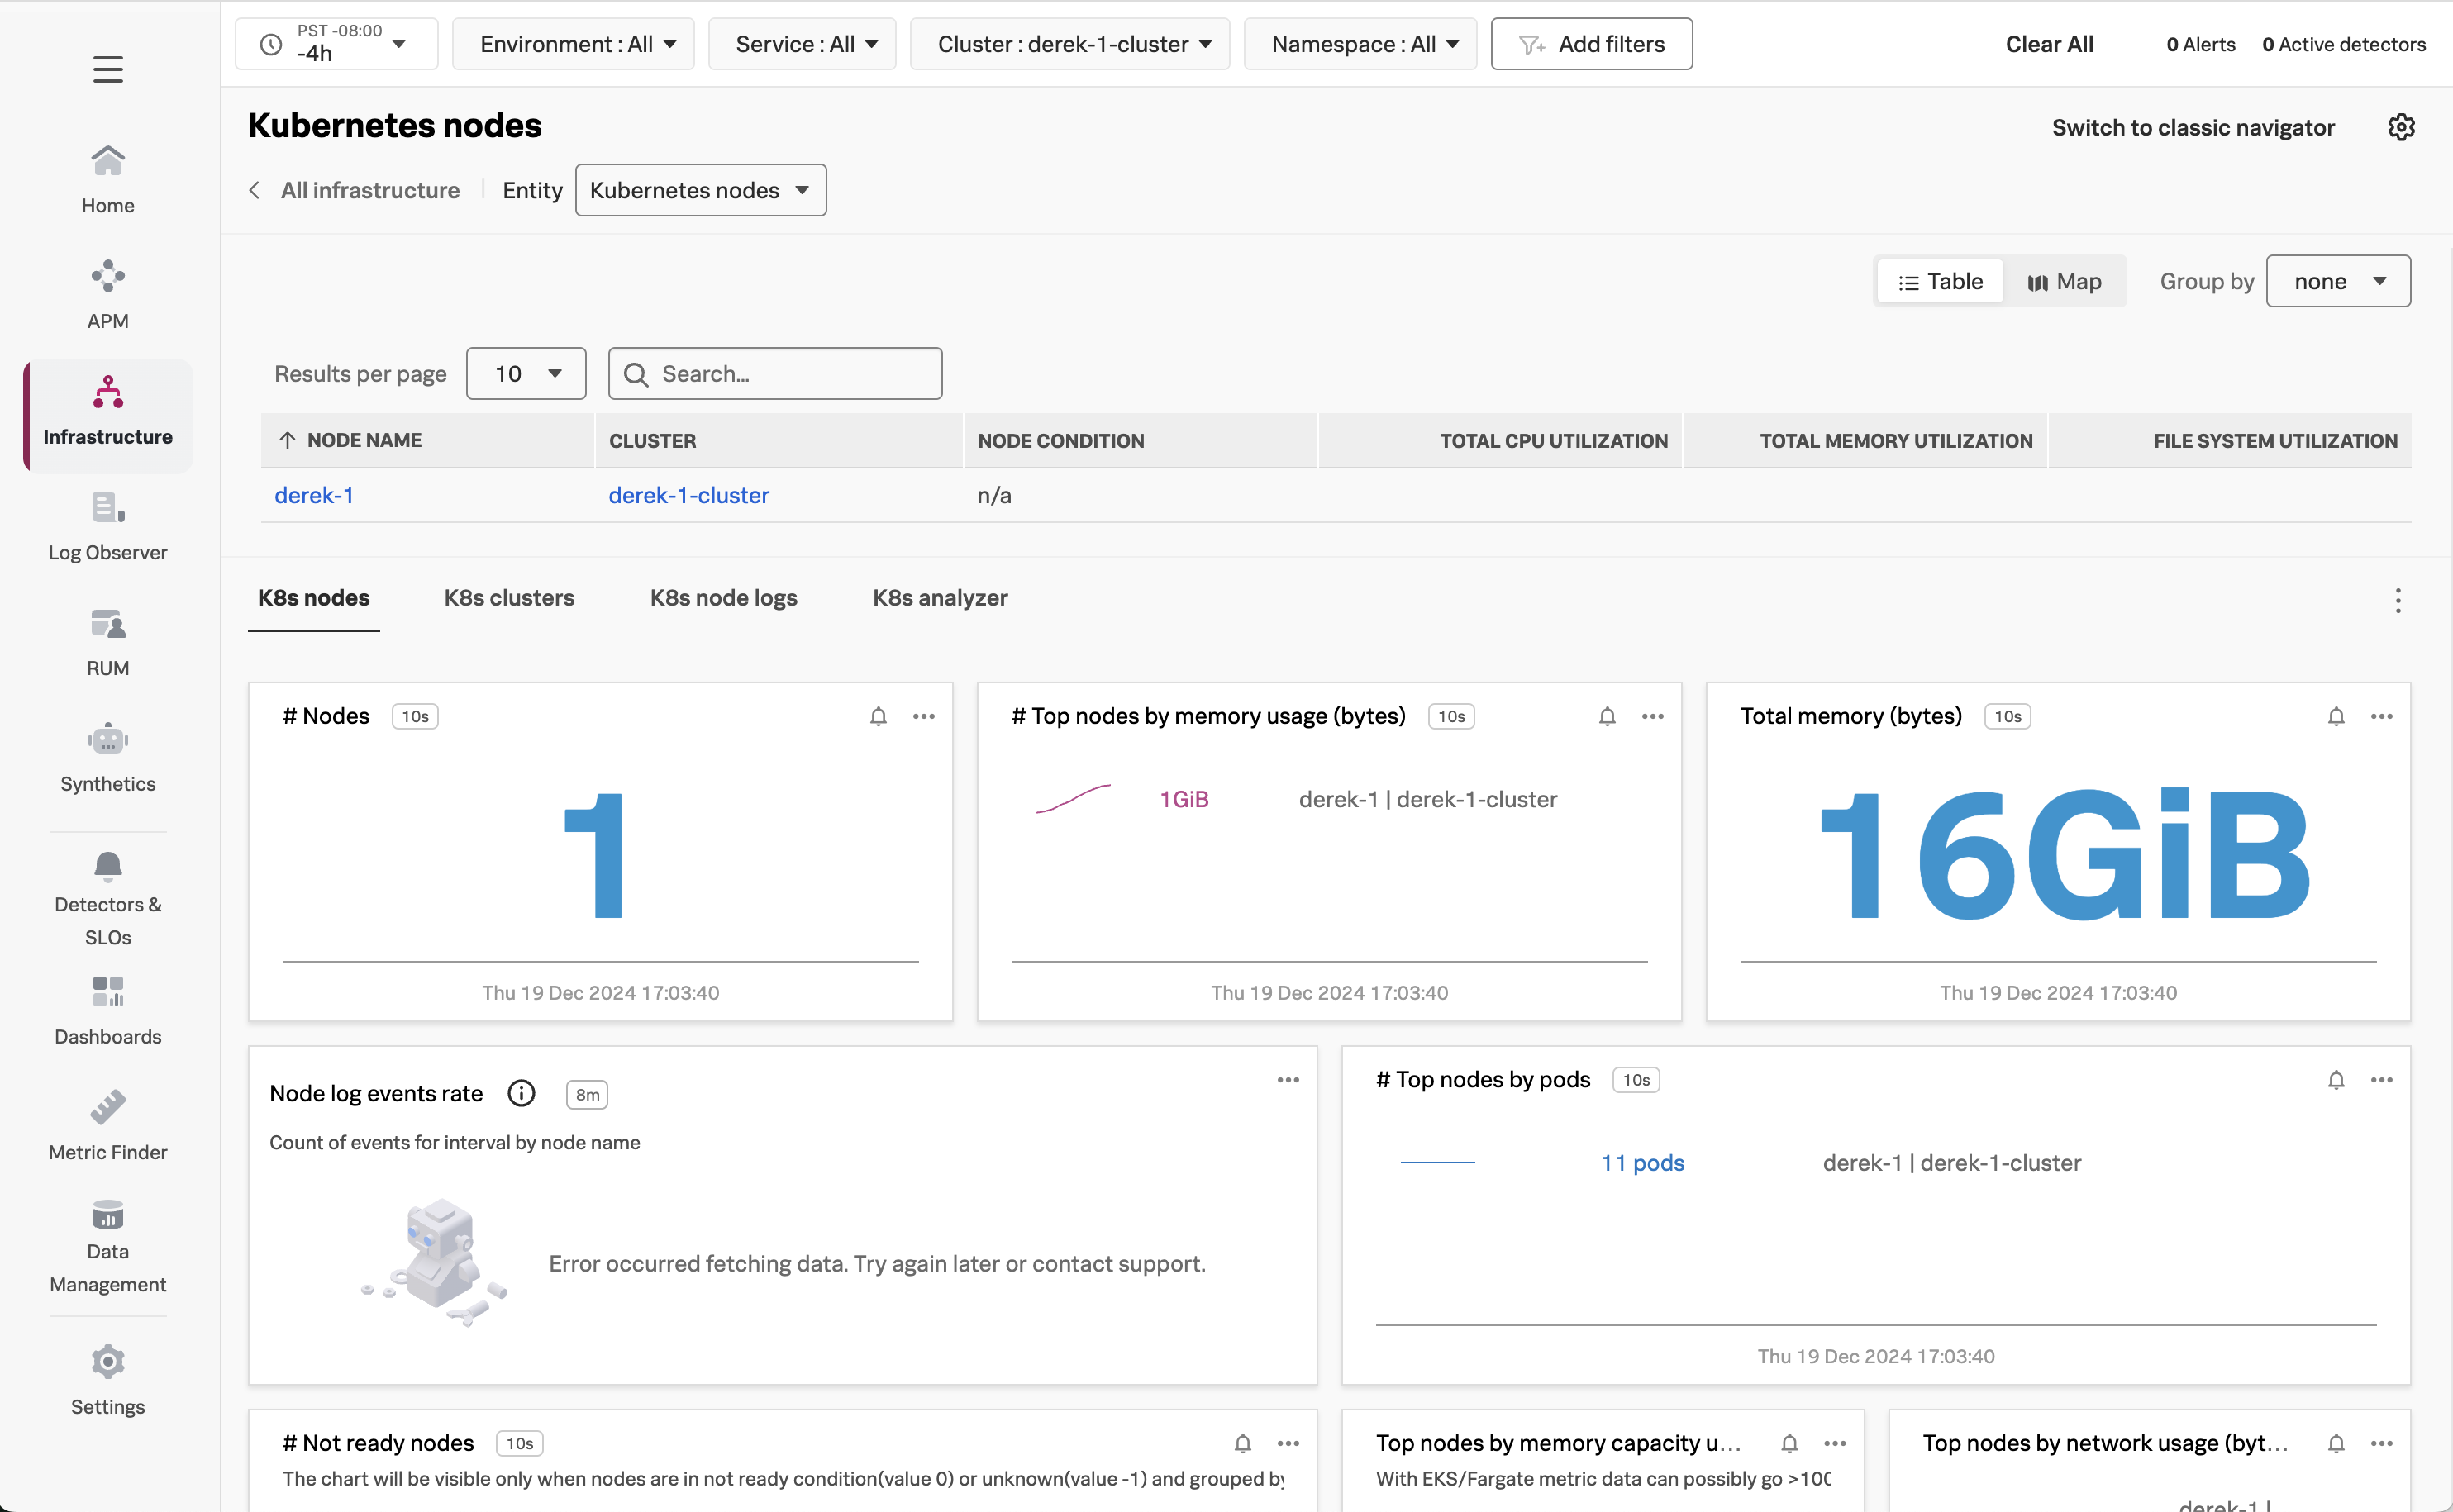 PST -08:00
-4h
Environment : All
Service : All
Cluster : derek-1-cluster
Namespace : All
Add filters
Clear All
0 Alerts
0 Active detectors
Home
APM
Infrastructure
Log Observer
RUM
Synthetics
Detectors &
SLOs
Dashboards
Metric Finder
Data
Management
Settings
Kubernetes nodes
Switch to classic navigator
All infrastructure
Entity
Kubernetes nodes
Table
Map
Group by
none
Results per page
10
Search...
NODE NAME
CLUSTER
NODE CONDITION
TOTAL CPU UTILIZATION
TOTAL MEMORY UTILIZATION
FILE SYSTEM UTILIZATION
derek-1
derek-1-cluster
n/a
K8s nodes
K8s clusters
K8s node logs
K8s analyzer
# Nodes
10s
1
Thu 19 Dec 2024 17:03:40
# Top nodes by memory usage (bytes)
10s
1GiB
derek-1 | derek-1-cluster
Thu 19 Dec 2024 17:03:40
Total memory (bytes)
10s
16GiB
Thu 19 Dec 2024 17:03:40
Node log events rate
8m
Count of events for interval by node name
Error occurred fetching data. Try again later or contact support.
# Top nodes by pods
10s
11 pods
derek-1 | derek-1-cluster
Thu 19 Dec 2024 17:03:40
# Not ready nodes
10s
The chart will be visible only when nodes are in not ready condition(value 0) or unknown(value -1) and grouped by
Top nodes by memory capacity u...
With EKS/Fargate metric data can possibly go >100
Top nodes by network usage (byt...
derek-1 |